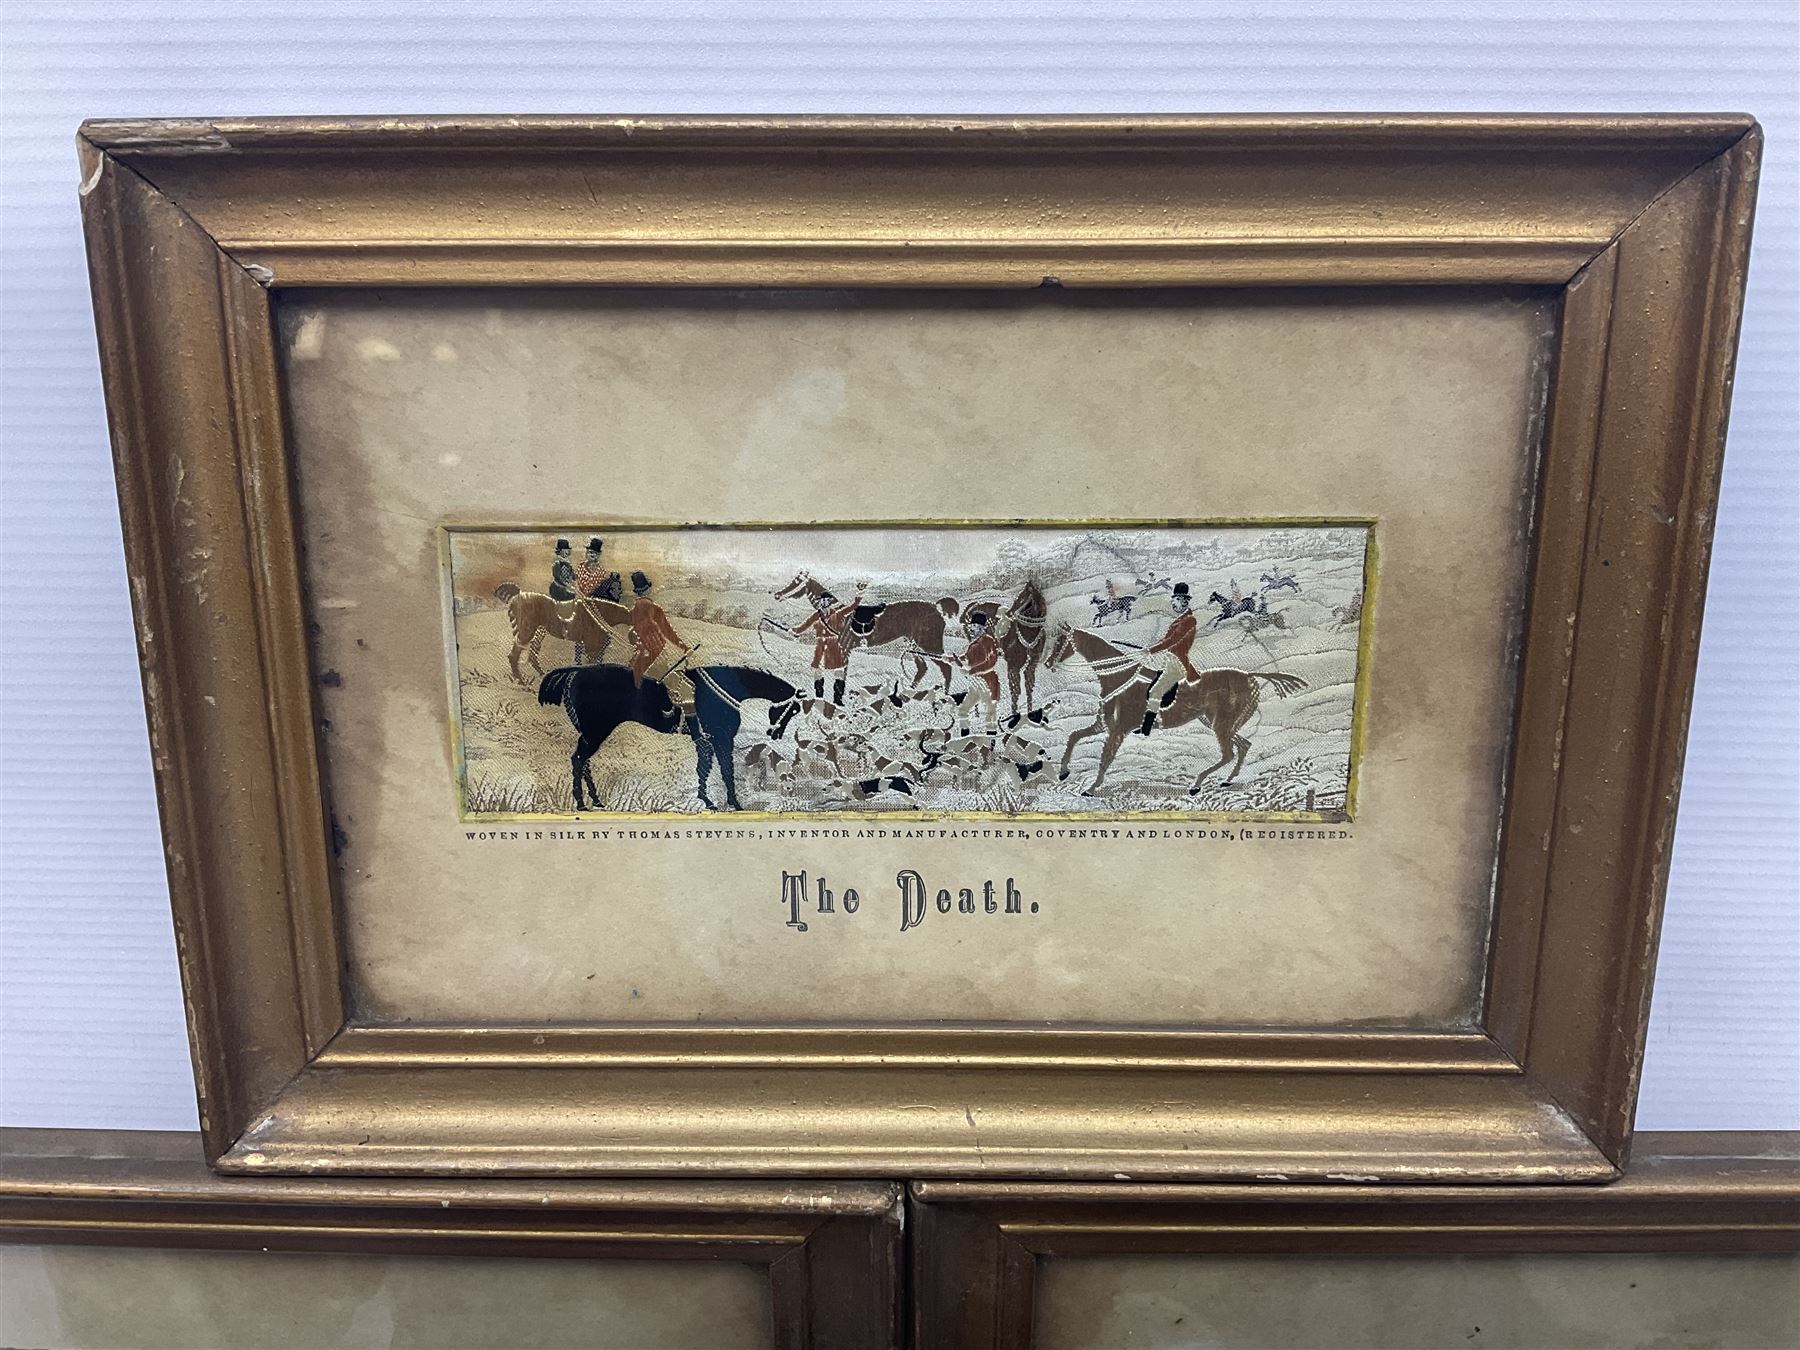 WOVEN IN SILK BY THOMAS STEVENS, INVENTOR AND MANUFACTURER, COVENTRY AND LONDON, (REGISTERED.
The Death.